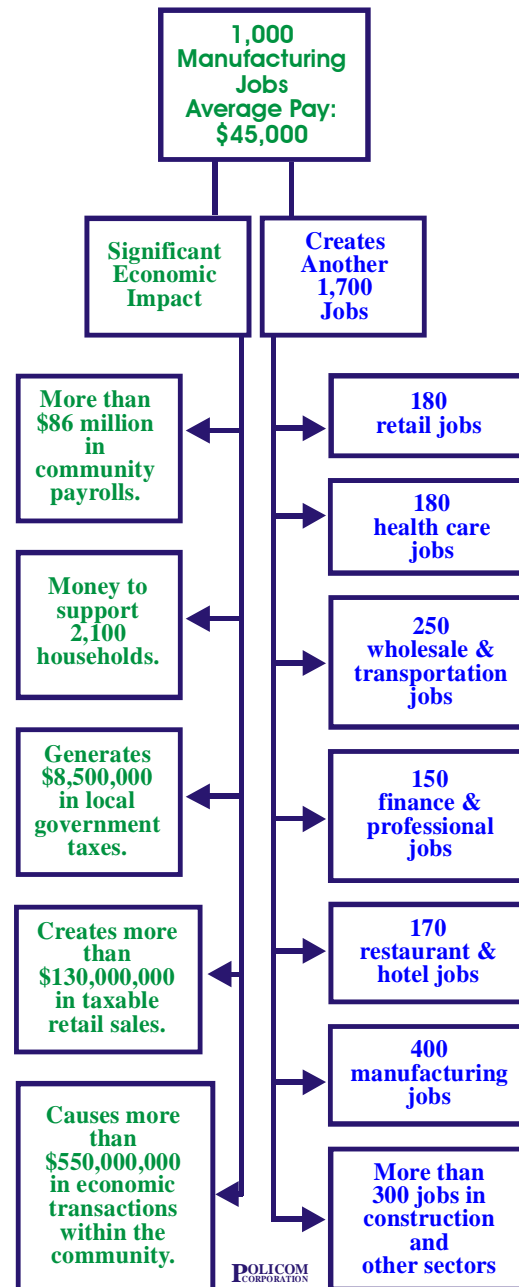 1,000
Manufacturing
Jobs
Average Pay:
$45,000
Significant
Economic
Impact
Creates
Another
1,700
Jobs
More than
$86 million
in
community
payrolls.
Money to
support
2,100
households.
Generates
$8,500,000
in local
government
taxes.
Creates more
than
$130,000,000
in taxable
retail sales.
Causes more
than
$550,000,000
in economic
transactions
within the
community.
180
retail jobs
180
health care
jobs
250
wholesale &
transportation
jobs
150
finance &
professional
jobs
170
restaurant &
hotel jobs
400
manufacturing
jobs
More than
300 jobs in
construction
and
other sectors
POLICOM
CORPORATION